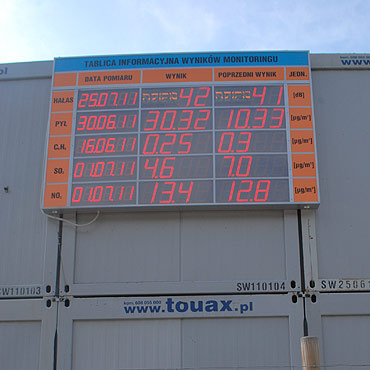 .pl
www
TABLICA INFORMACYJNA WYNIKÓW MONITORINGU
DATA POMIARU WYNIK POPRZEDNI WYNIK JEDN.
HAŁAS 25.07.11 42 41 [dB]
PYŁ 30.06.11 30.32 10.33 [µg/m³]
C₆H₆ 16.06.11 0.25 0.3 [µg/m³]
SO₂ 01.07.11 4.6 7.0 [µg/m³]
NO₂ 01.07.11 13.4 12.8 [µg/m³]
SW110103 SW110104 SW2506
www.touax.pl